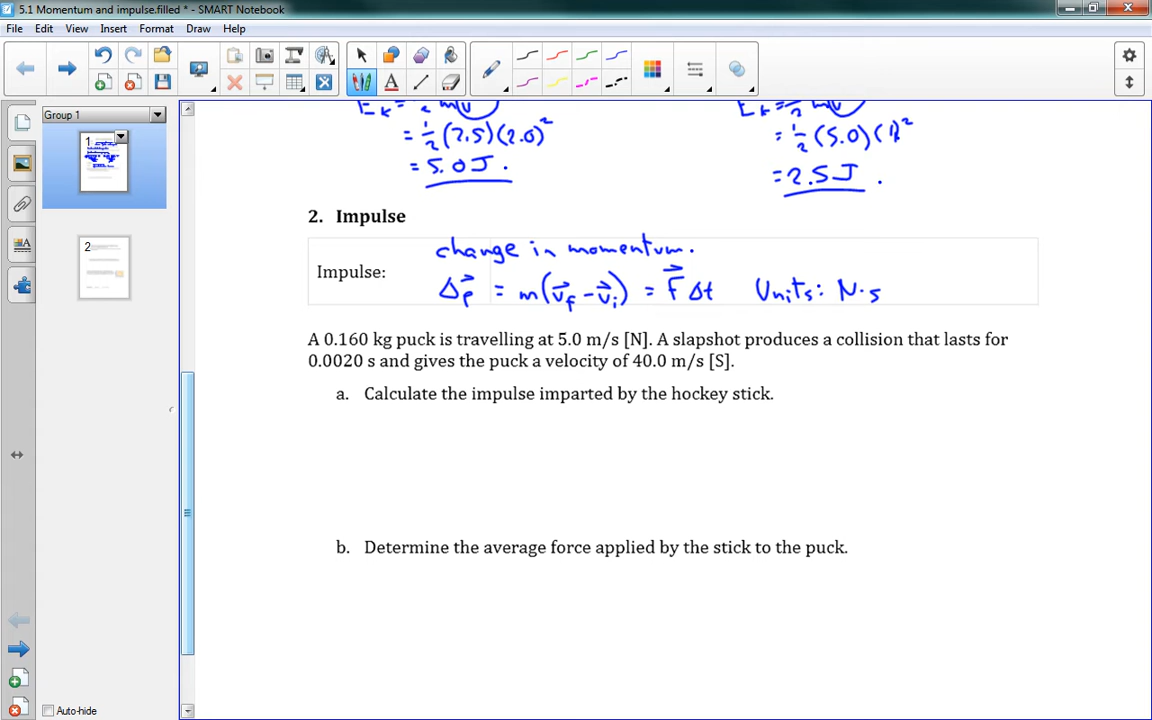 5.1 Momentum and impulse.filled * - SMART Notebook
File Edit View Insert Format Draw Help
Group 1
1
2
= 1/2 (2.5)(2.0)²
= 5.0 J.
= 1/2 (5.0)(1)²
= 2.5 J.
2. Impulse
change in momentum.
Impulse:
Δp⃗ = m(v⃗f - v⃗i) = F⃗ Δt Units: N·s
A 0.160 kg puck is travelling at 5.0 m/s [N]. A slapshot produces a collision that lasts for
0.0020 s and gives the puck a velocity of 40.0 m/s [S].
a. Calculate the impulse imparted by the hockey stick.
b. Determine the average force applied by the stick to the puck.
Auto-hide